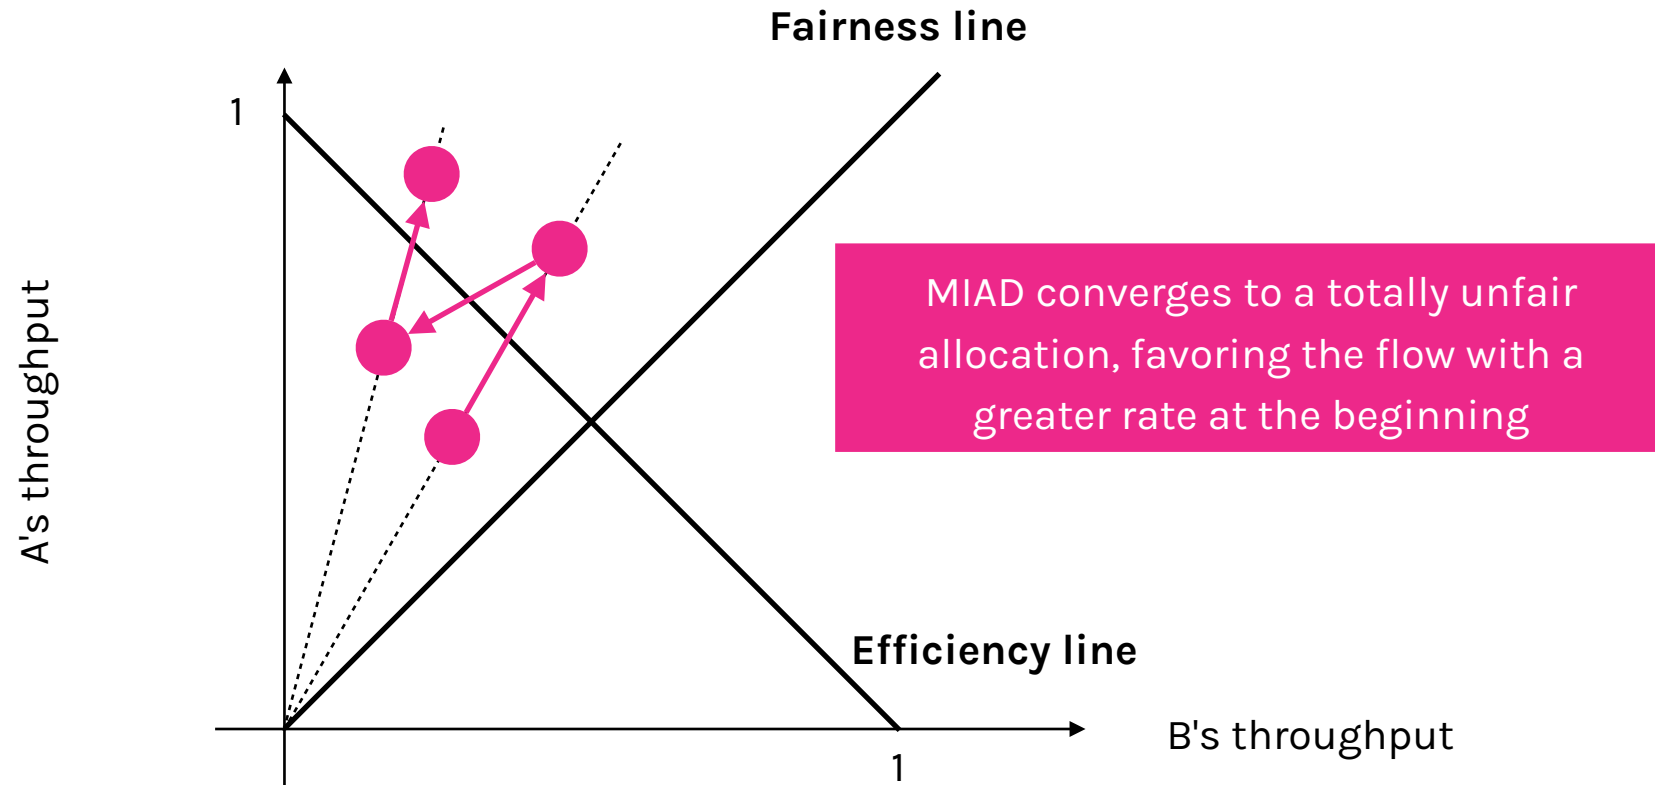 Fairness line
1
A's throughput
MIAD converges to a totally unfair
allocation, favoring the flow with a
greater rate at the beginning
Efficiency line
B's throughput
1